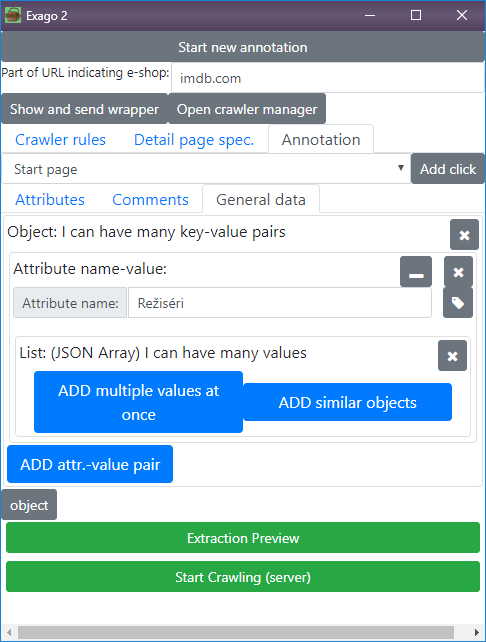 Exago 2
Start new annotation
Part of URL indicating e-shop: imdb.com
Show and send wrapper Open crawler manager
Crawler rules Detail page spec. Annotation
Start page Add click
Attributes Comments General data
Object: I can have many key-value pairs
Attribute name-value:
Attribute name: Režiséri
List: (JSON Array) I can have many values
ADD multiple values at
once
ADD similar objects
ADD attr.-value pair
object
Extraction Preview
Start Crawling (server)